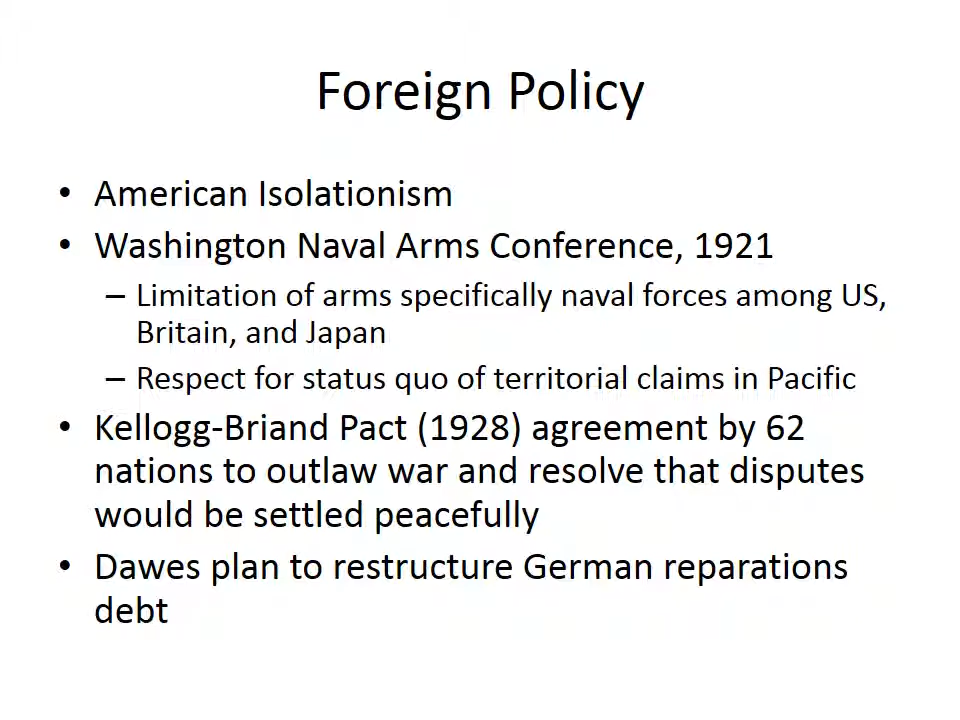 Foreign Policy
• American Isolationism
• Washington Naval Arms Conference, 1921
– Limitation of arms specifically naval forces among US,
Britain, and Japan
– Respect for status quo of territorial claims in Pacific
• Kellogg-Briand Pact (1928) agreement by 62
nations to outlaw war and resolve that disputes
would be settled peacefully
• Dawes plan to restructure German reparations
debt